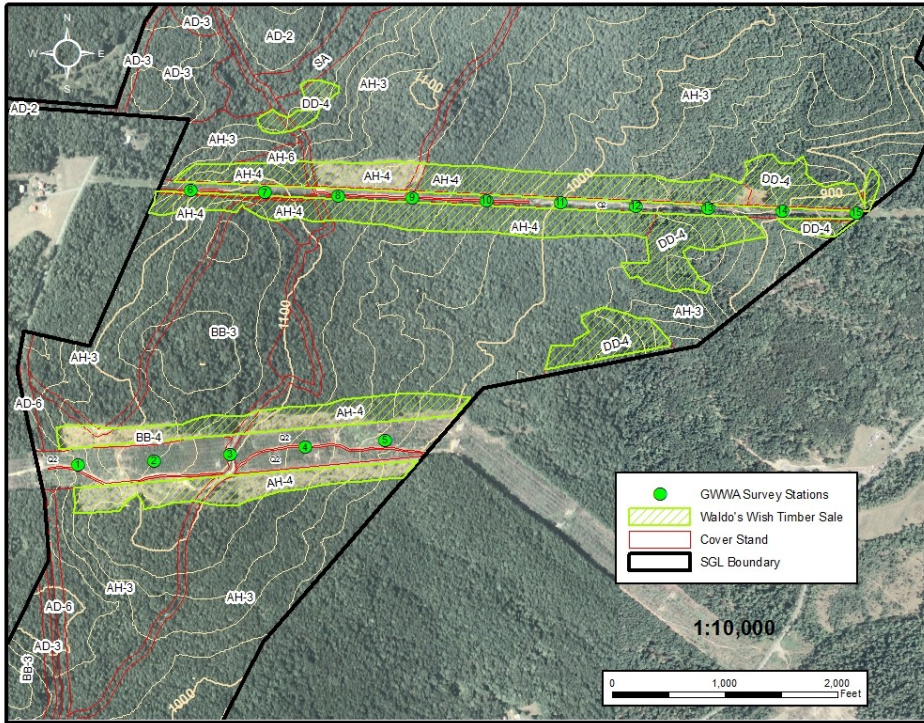 AD-3
AD-2
SA
AD-3
AD-3
1100
AH-3
AH-3
N
W E
S
AD-2
DD-4
AH-3
AH-6
AH-4
AH-4
AH-4
1000
DD-4
900
6
7
8
9
10
11
Q2
12
13
14
15
AH-4
AH-4
AH-4
DD-4
DD-4
1100
AH-3
BB-3
DD-4
AH-3
AD-6
AH-4
BB-4
Q2
Q2
1
2
3
4
5
Q2
AH-4
AH-3
AH-3
AD-6
AD-3
BB-3
1000
GWWA Survey Stations
Waldo's Wish Timber Sale
Cover Stand
SGL Boundary
1:10,000
0 1,000 2,000
Feet